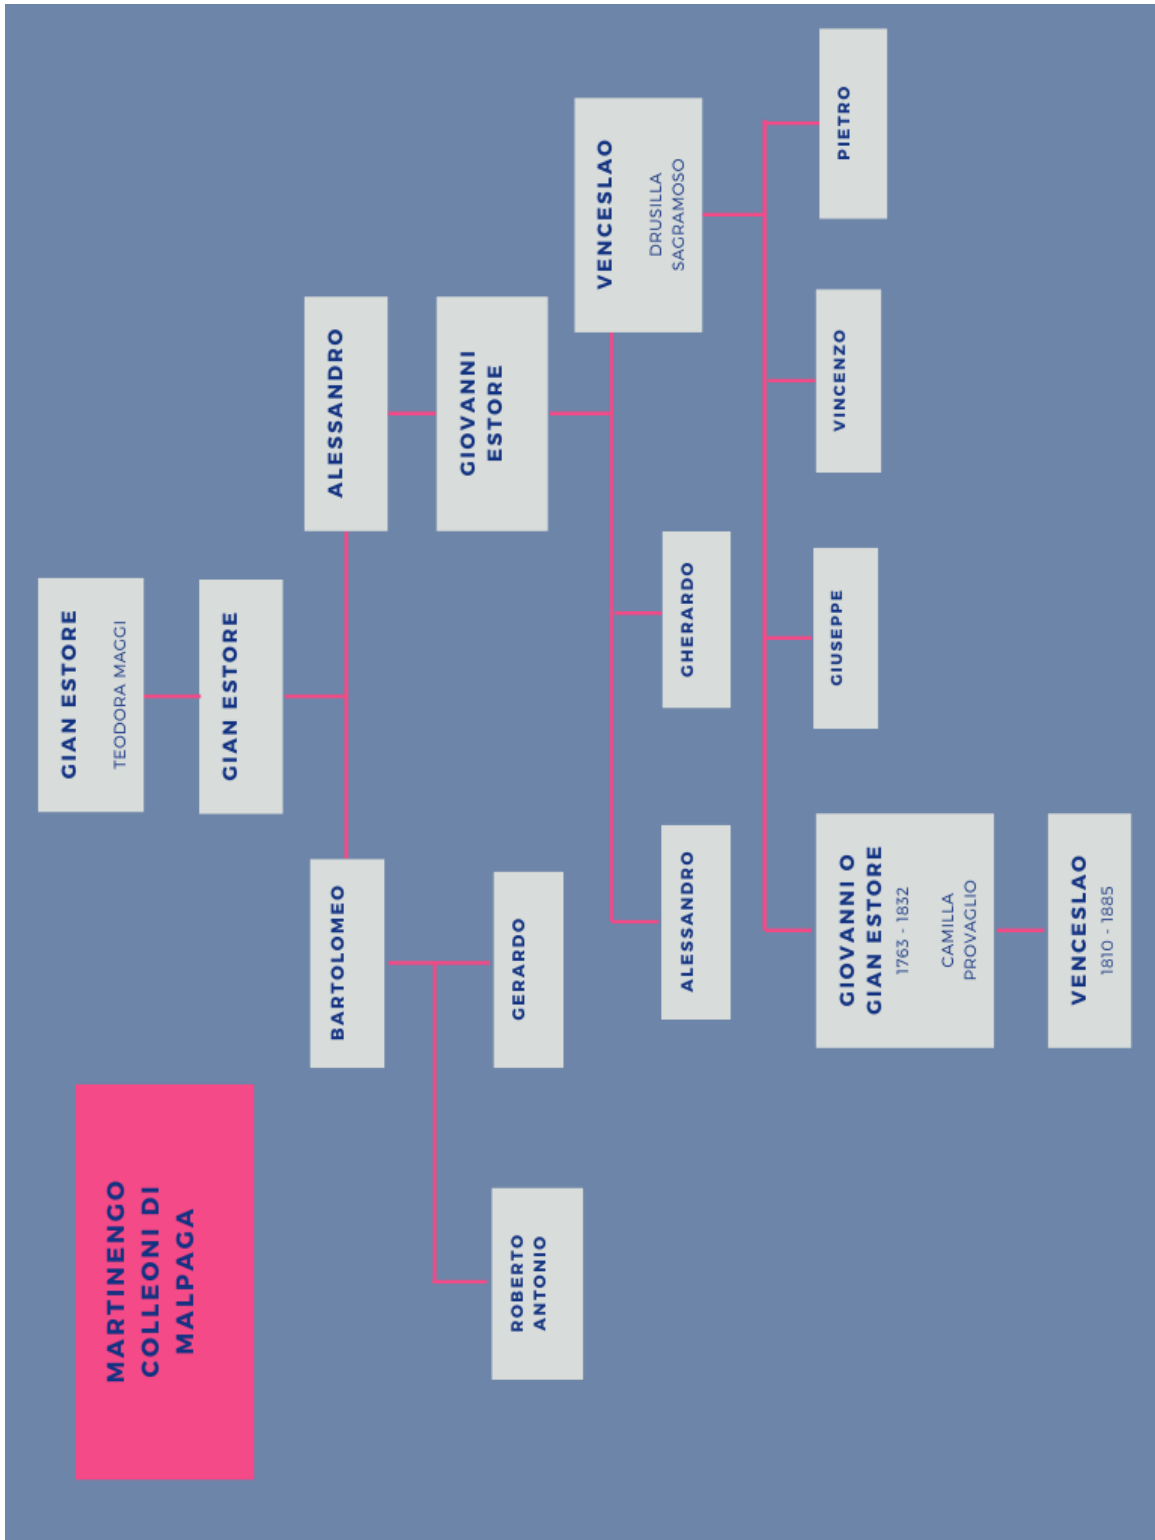 MARTINENGO
COLLEONI DI
MALPAGA
GIAN ESTORE
TEODORA MAGGI
GIAN ESTORE
BARTOLOMEO
ALESSANDRO
GIOVANNI
ESTORE
ROBERTO
ANTONIO
GERARDO
VENCESLAO
DRUSILLA
SAGRAMOSO
ALESSANDRO
GHERARDO
GIOVANNI O
GIAN ESTORE
1763 - 1832
CAMILLA
PROVAGLIO
GIUSEPPE
VINCENZO
PIETRO
VENCESLAO
1810 - 1885